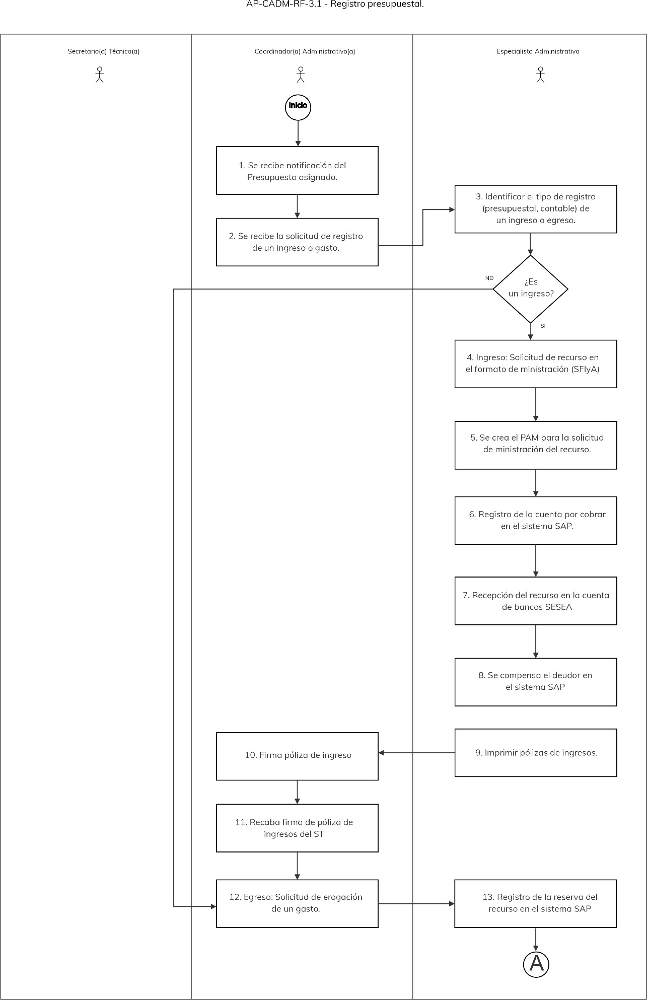 AP-CADM-RF-3.1 - Registro presupuestal.
Secretario(a) Técnico(a)
Coordinador(a) Administrativo(a)
Especialista Administrativo
Inicio
1. Se recibe notificación del
Presupuesto asignado.
2. Se recibe la solicitud de registro
de un ingreso o gasto.
3. Identificar el tipo de registro
(presupuestal, contable) de
un ingreso o egreso.
NO
¿Es
un ingreso?
SI
4. Ingreso: Solicitud de recurso en
el formato de ministración (SFIyA)
5. Se crea el PAM para la solicitud
de ministración del recurso.
6. Registro de la cuenta por cobrar
en el sistema SAP.
7. Recepción del recurso en la cuenta
de bancos SESEA
8. Se compensa el deudor en
el sistema SAP
9. Imprimir pólizas de ingresos.
10. Firma póliza de ingreso
11. Recaba firma de póliza de
ingresos del ST
12. Egreso: Solicitud de erogación
de un gasto.
13. Registro de la reserva del
recurso en el sistema SAP
A